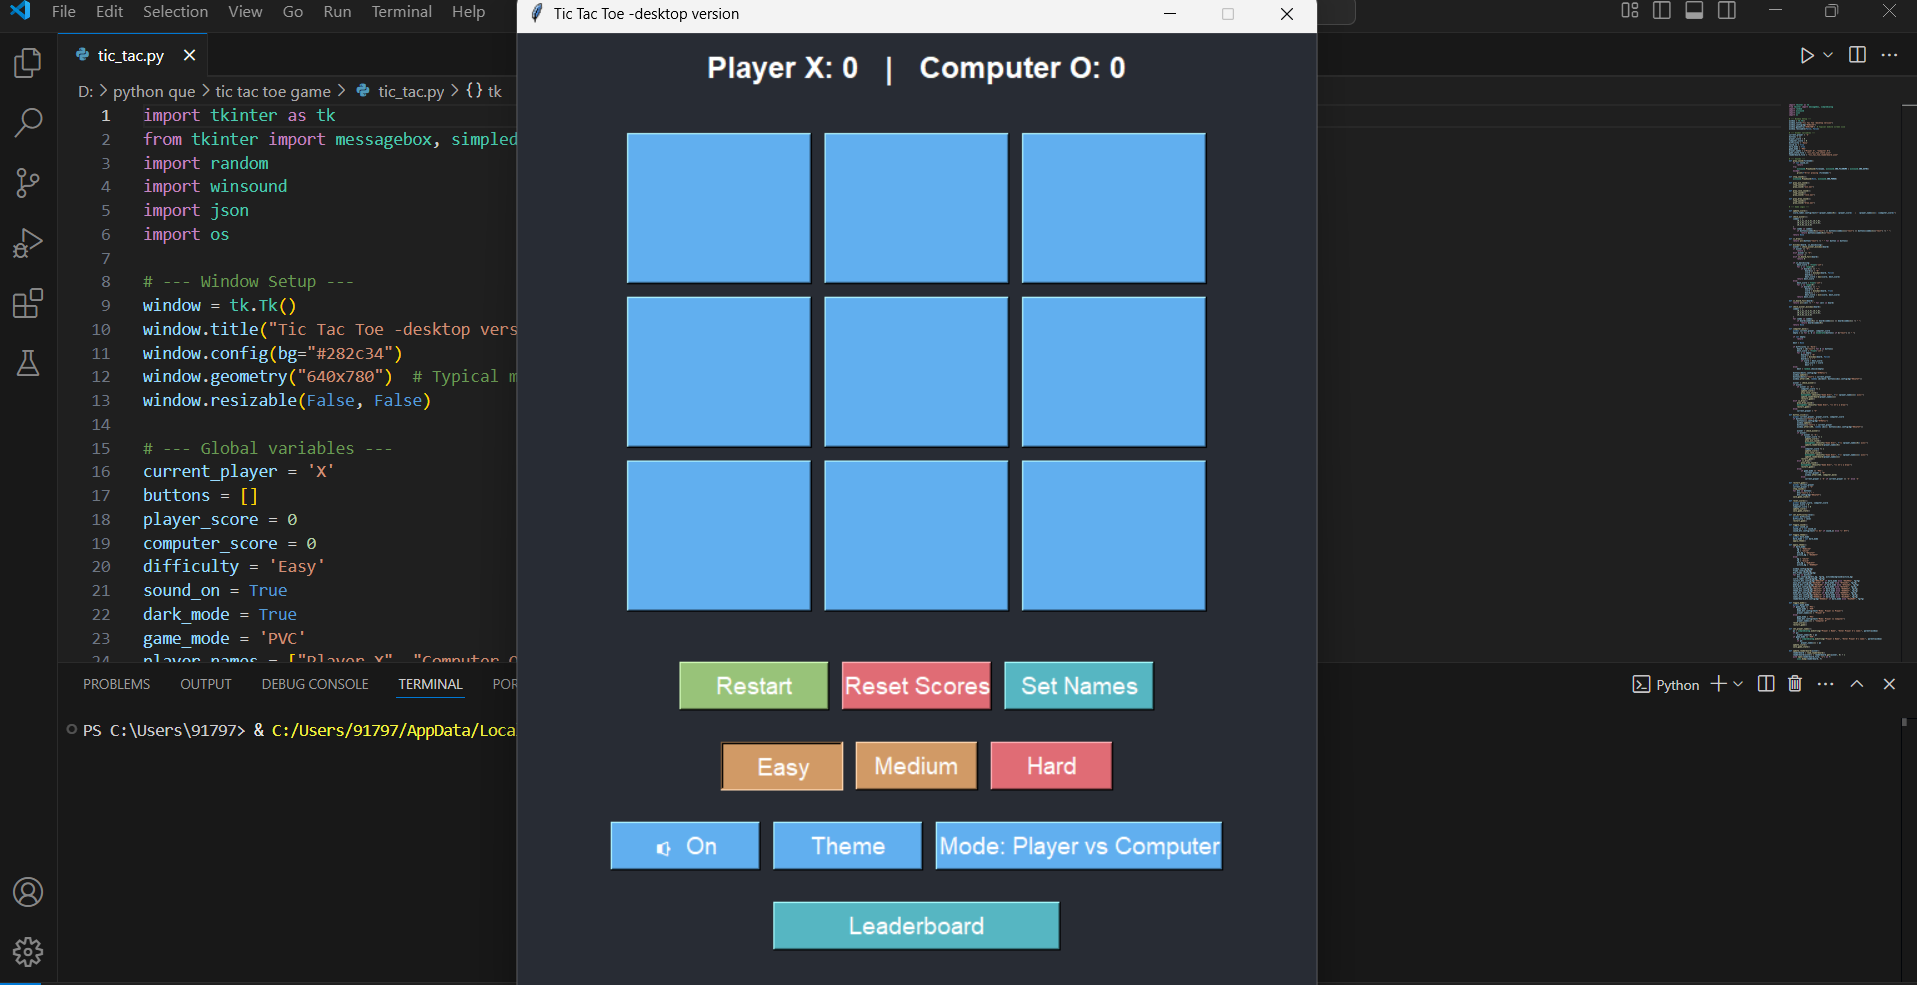 File Edit Selection View Go Run Terminal Help
Tic Tac Toe -desktop version
tic_tac.py
D: > python que > tic tac toe game > tic_tac.py > {} tk
1 import tkinter as tk
2 from tkinter import messagebox, simpled
3 import random
4 import winsound
5 import json
6 import os
7
8 # --- Window Setup ---
9 window = tk.Tk()
10 window.title("Tic Tac Toe -desktop vers
11 window.config(bg="#282c34")
12 window.geometry("640x780") # Typical m
13 window.resizable(False, False)
14
15 # --- Global variables ---
16 current_player = 'X'
17 buttons = []
18 player_score = 0
19 computer_score = 0
20 difficulty = 'Easy'
21 sound_on = True
22 dark_mode = True
23 game_mode = 'PVC'
24 player_names = ["Player X", "Computer O
Player X: 0 | Computer O: 0
Restart Reset Scores Set Names
Easy Medium Hard
On Theme Mode: Player vs Computer
Leaderboard
PROBLEMS OUTPUT DEBUG CONSOLE TERMINAL POR
Python
PS C:\Users\91797> & C:/Users/91797/AppData/Loca